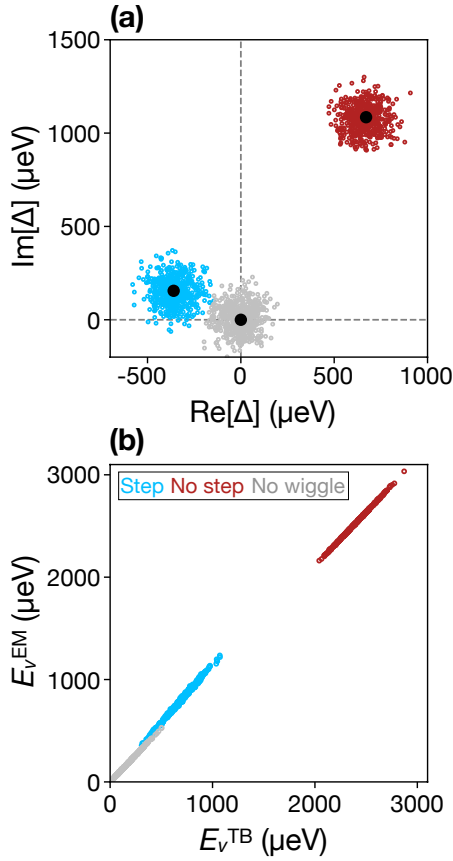 (a)
1500
1000
500
0
Im[Δ] (μeV)
-500 0 500 1000
Re[Δ] (μeV)
(b)
Step No step No wiggle
3000
2000
1000
0
E_v^EM (μeV)
0 1000 2000 3000
E_v^TB (μeV)